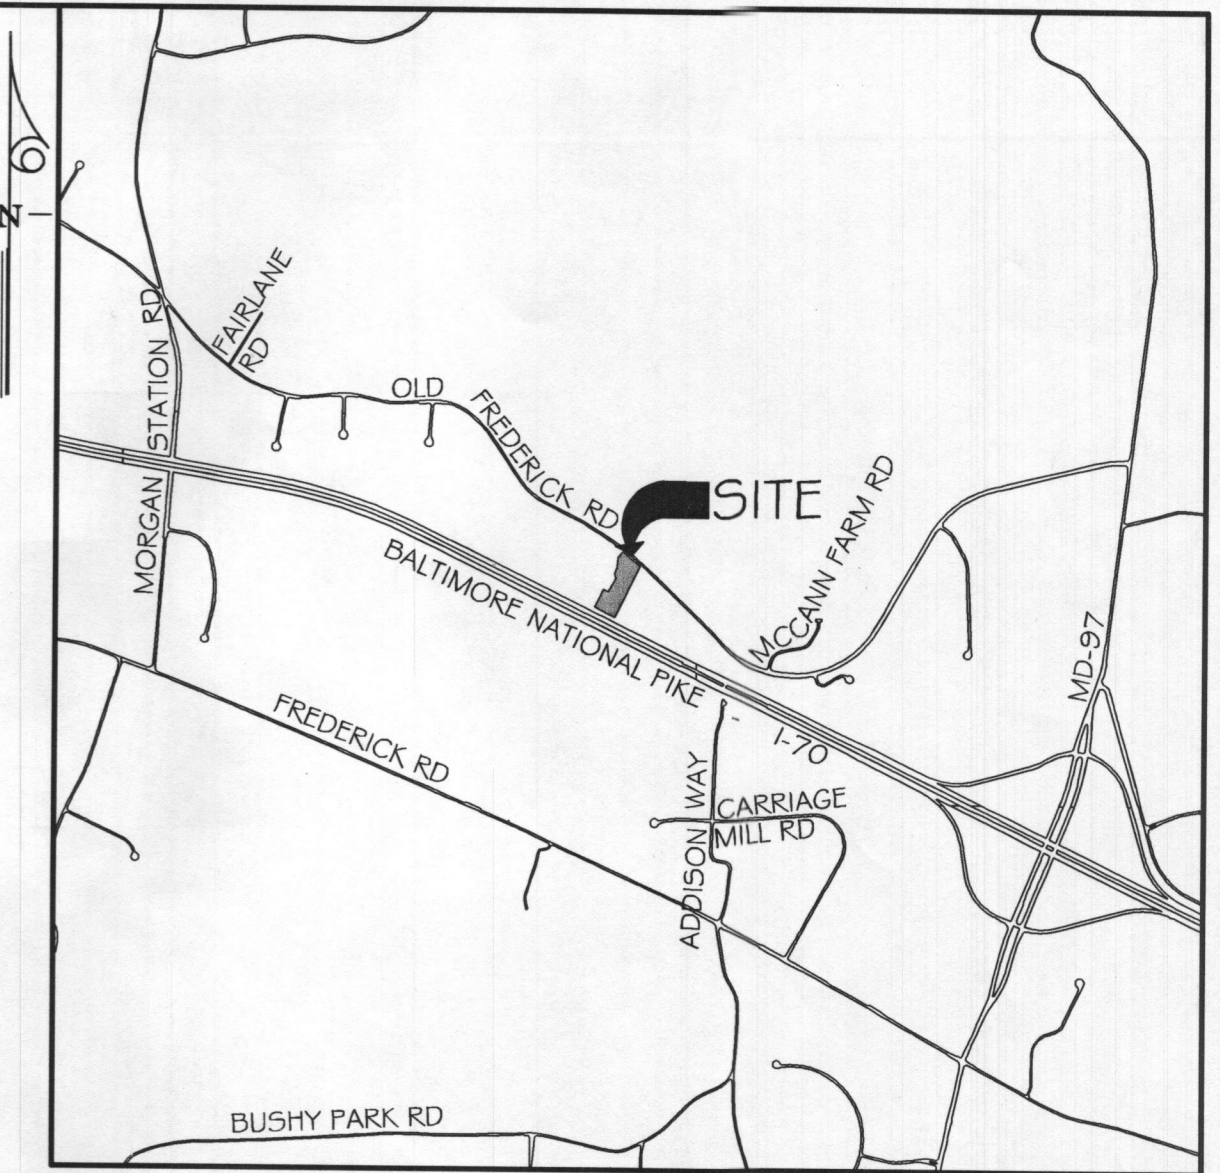 N
FAIRLANE
RD
MORGAN STATION RD
OLD FREDERICK RD
SITE
MCCANN FARM RD
BALTIMORE NATIONAL PIKE
I-70
MD-97
FREDERICK RD
ADDISON WAY
CARRIAGE
MILL RD
BUSHY PARK RD